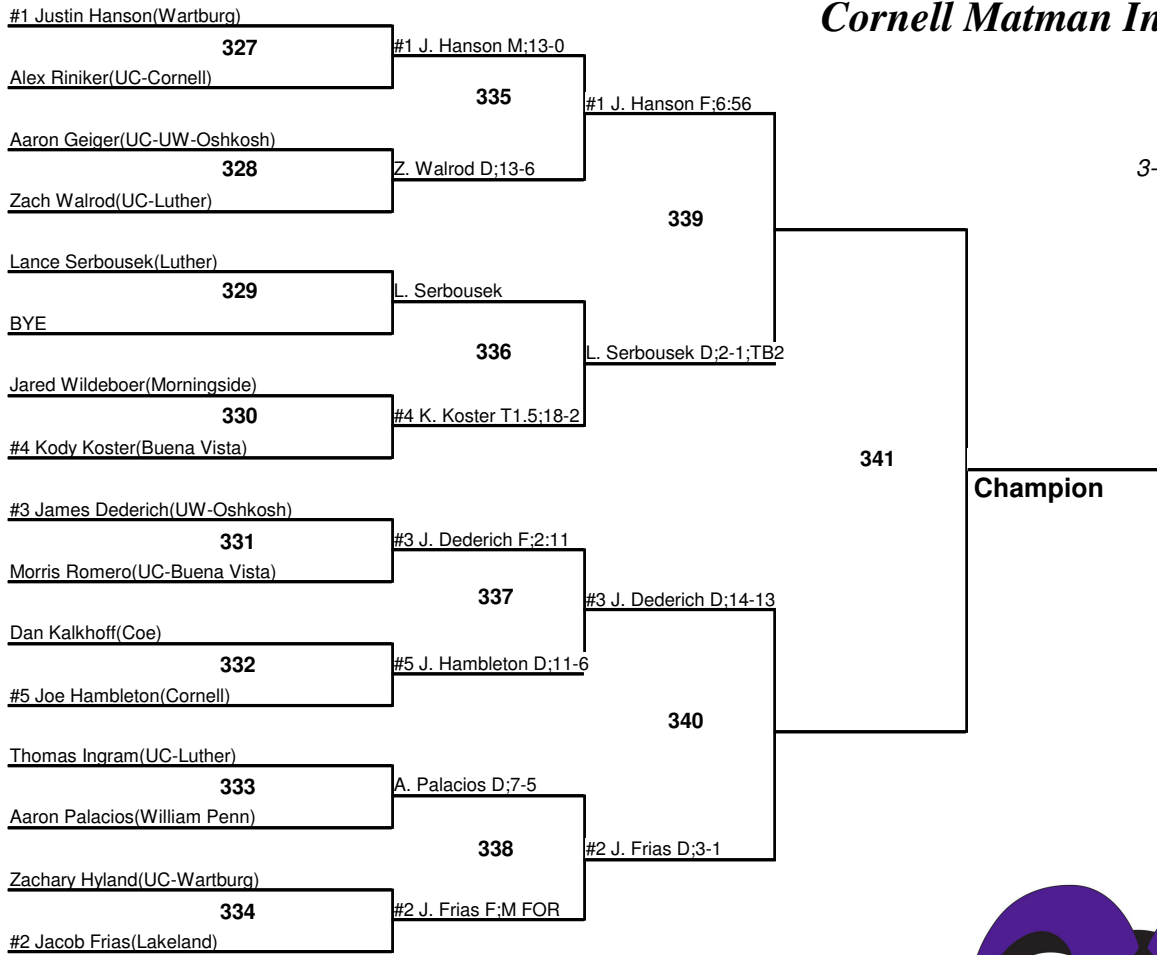 Cornell Matman In
3-
#1 Justin Hanson(Wartburg)
327
#1 J. Hanson M;13-0
Alex Riniker(UC-Cornell)
335
#1 J. Hanson F;6:56
Aaron Geiger(UC-UW-Oshkosh)
328
Z. Walrod D;13-6
Zach Walrod(UC-Luther)
339
Lance Serbousek(Luther)
329
L. Serbousek
BYE
336
L. Serbousek D;2-1;TB2
Jared Wildeboer(Morningside)
330
#4 K. Koster T1.5;18-2
#4 Kody Koster(Buena Vista)
341
Champion
#3 James Dederich(UW-Oshkosh)
331
#3 J. Dederich F;2:11
Morris Romero(UC-Buena Vista)
337
#3 J. Dederich D;14-13
Dan Kalkhoff(Coe)
332
#5 J. Hambleton D;11-6
#5 Joe Hambleton(Cornell)
340
Thomas Ingram(UC-Luther)
333
A. Palacios D;7-5
Aaron Palacios(William Penn)
338
#2 J. Frias D;3-1
Zachary Hyland(UC-Wartburg)
334
#2 J. Frias F;M FOR
#2 Jacob Frias(Lakeland)